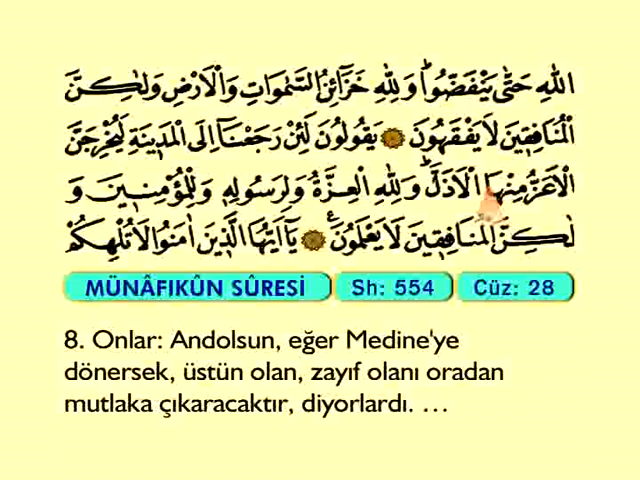 اللّٰهِ حَتّٰى يَنْفَضُّواۜ وَلِلّٰهِ خَزَٓائِنُ السَّمٰوَاتِ وَالْاَرْضِ وَلٰكِنَّ
الْمُنَافِق۪ينَ لَا يَفْقَهُونَ ۞ يَقُولُونَ لَئِنْ رَجَعْنَٓا اِلَى الْمَد۪ينَةِ لَيُخْرِجَنَّ
الْاَعَزُّ مِنْهَا الْاَذَلَّۜ وَلِلّٰهِ الْعِزَّةُ وَلِرَسُولِه۪ وَلِلْمُؤْمِن۪ينَ وَ
لٰكِنَّ الْمُنَافِق۪ينَ لَا يَعْلَمُونَ۟ ۞ يَٓا اَيُّهَا الَّذ۪ينَ اٰمَنُوا لَا تُلْهِكُمْ
MÜNÂFIKÛN SÛRESİ Sh: 554 Cüz: 28
8. Onlar: Andolsun, eğer Medine'ye
dönersek, üstün olan, zayıf olanı oradan
mutlaka çıkaracaktır, diyorlardı. …